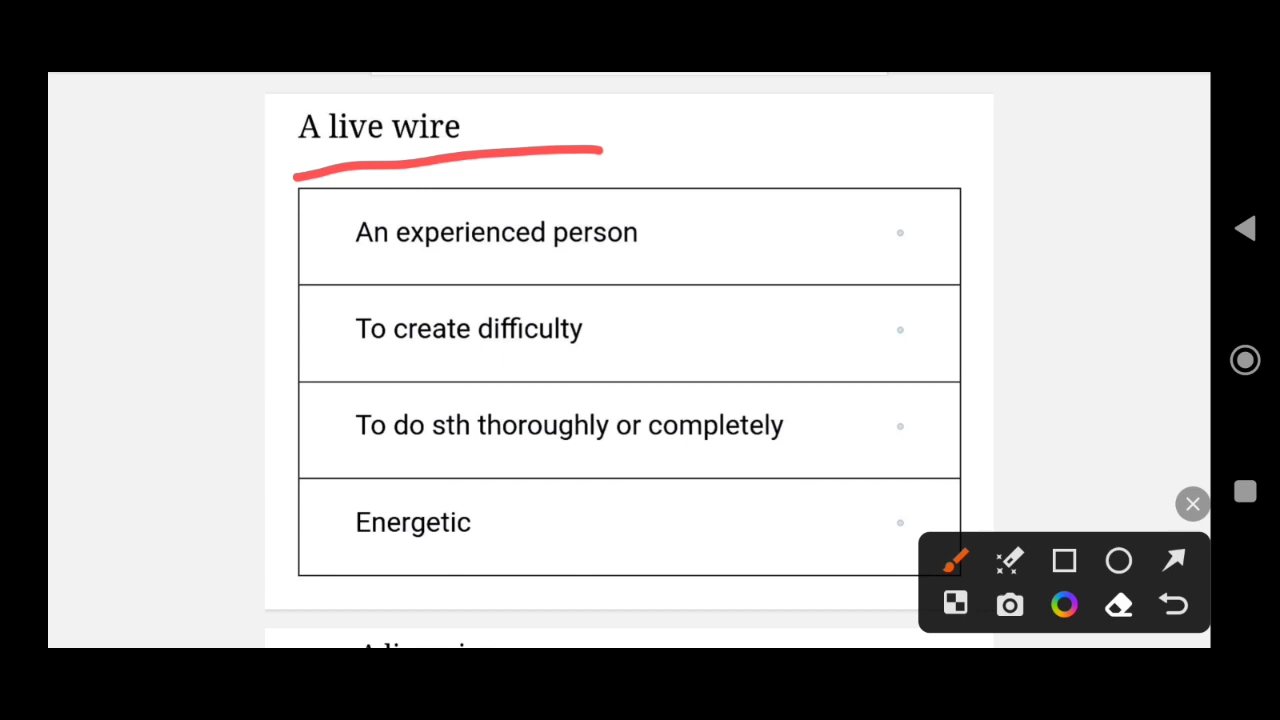 A live wire
An experienced person
To create difficulty
To do sth thoroughly or completely
Energetic